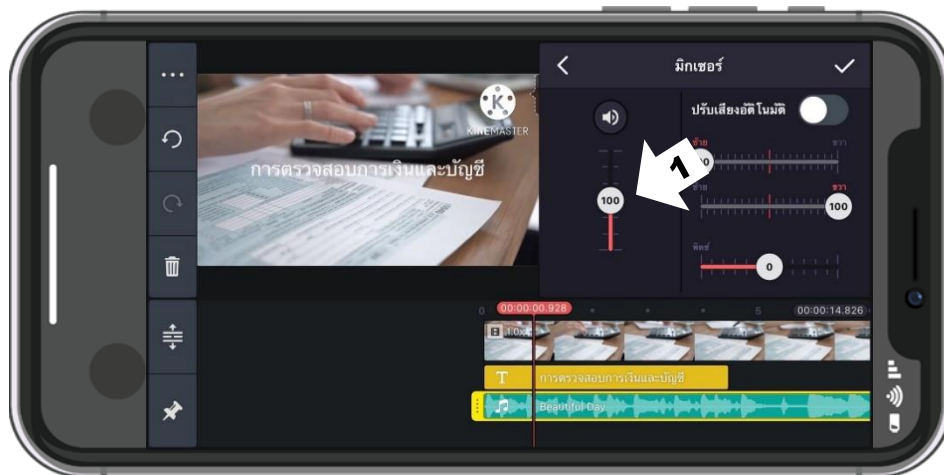 มิกเซอร์
ปรับเสียงอัติโนมัติ
K
KINEMASTER
การตรวจสอบการเงินและบัญชี
1
ซ้าย ขวา
100
ซ้าย ขวา
100
พิตช์
0
0 00:00:00.928 5 00:00:14.826
1.0x
T การตรวจสอบการเงินและบัญชี
Beautiful Day